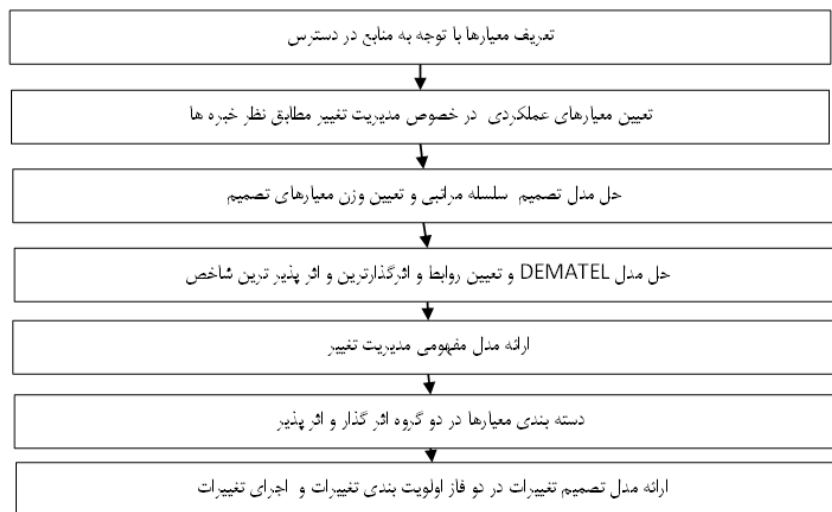 تعریف معیارها با توجه به منابع در دسترس
تعیین معیارهای عملکردی در خصوص مدیریت تغییر مطابق نظر خبره ها
حل مدل تصمیم سلسله مراتبی و تعیین وزن معیارهای تصمیم
حل مدل DEMATEL و تعیین روابط و اثرگذارترین و اثر پذیر ترین شاخص
ارائه مدل مفهومی مدیریت تغییر
دسته بندی معیارها در دو گروه اثر گذار و اثر پذیر
ارائه مدل تصمیم تغییرات در دو فاز اولویت بندی تغییرات و اجرای تغییرات